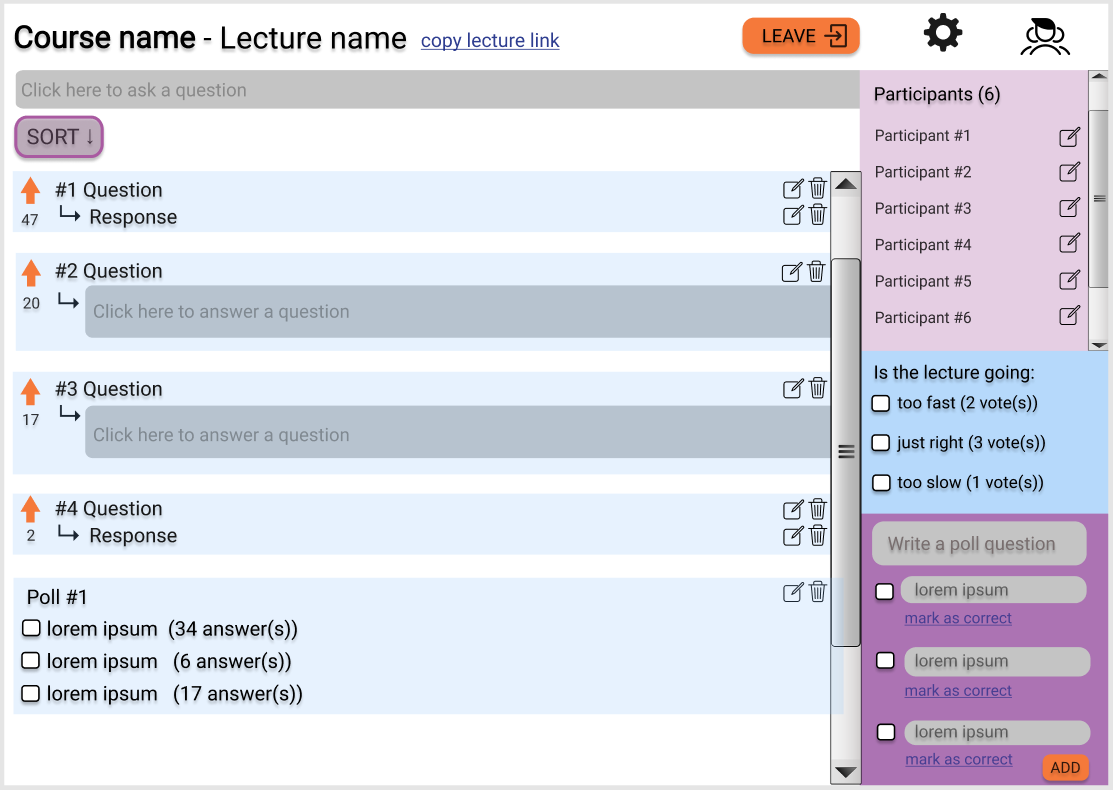 Course name - Lecture name copy lecture link
LEAVE
Click here to ask a question
SORT ↓
#1 Question
47
Response
#2 Question
20
Click here to answer a question
#3 Question
17
Click here to answer a question
#4 Question
2
Response
Poll #1
lorem ipsum (34 answer(s))
lorem ipsum (6 answer(s))
lorem ipsum (17 answer(s))
Participants (6)
Participant #1
Participant #2
Participant #3
Participant #4
Participant #5
Participant #6
Is the lecture going:
too fast (2 vote(s))
just right (3 vote(s))
too slow (1 vote(s))
Write a poll question
lorem ipsum
mark as correct
lorem ipsum
mark as correct
lorem ipsum
mark as correct
ADD